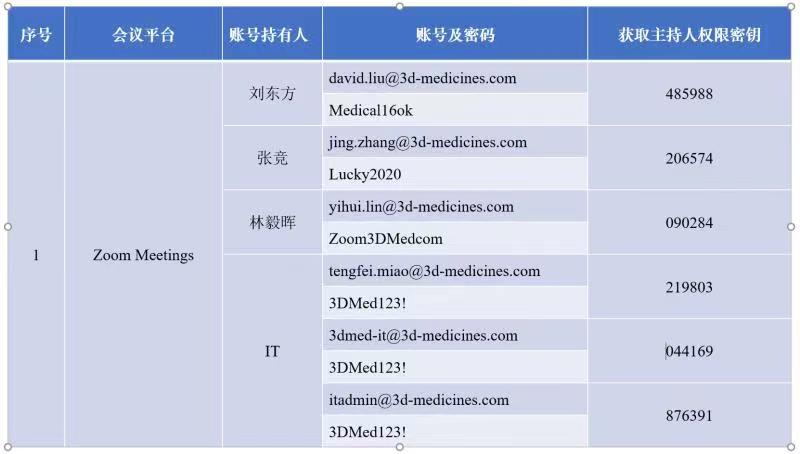 序号 会议平台 账号持有人 账号及密码 获取主持人权限密钥
1 Zoom Meetings
刘东方
david.liu@3d-medicines.com
Medical16ok
485988
张竞
jing.zhang@3d-medicines.com
Lucky2020
206574
林毅晖
yihui.lin@3d-medicines.com
Zoom3DMedcom
090284
IT
tengfei.miao@3d-medicines.com
3DMed123!
219803
3dmed-it@3d-medicines.com
3DMed123!
044169
itadmin@3d-medicines.com
3DMed123!
876391